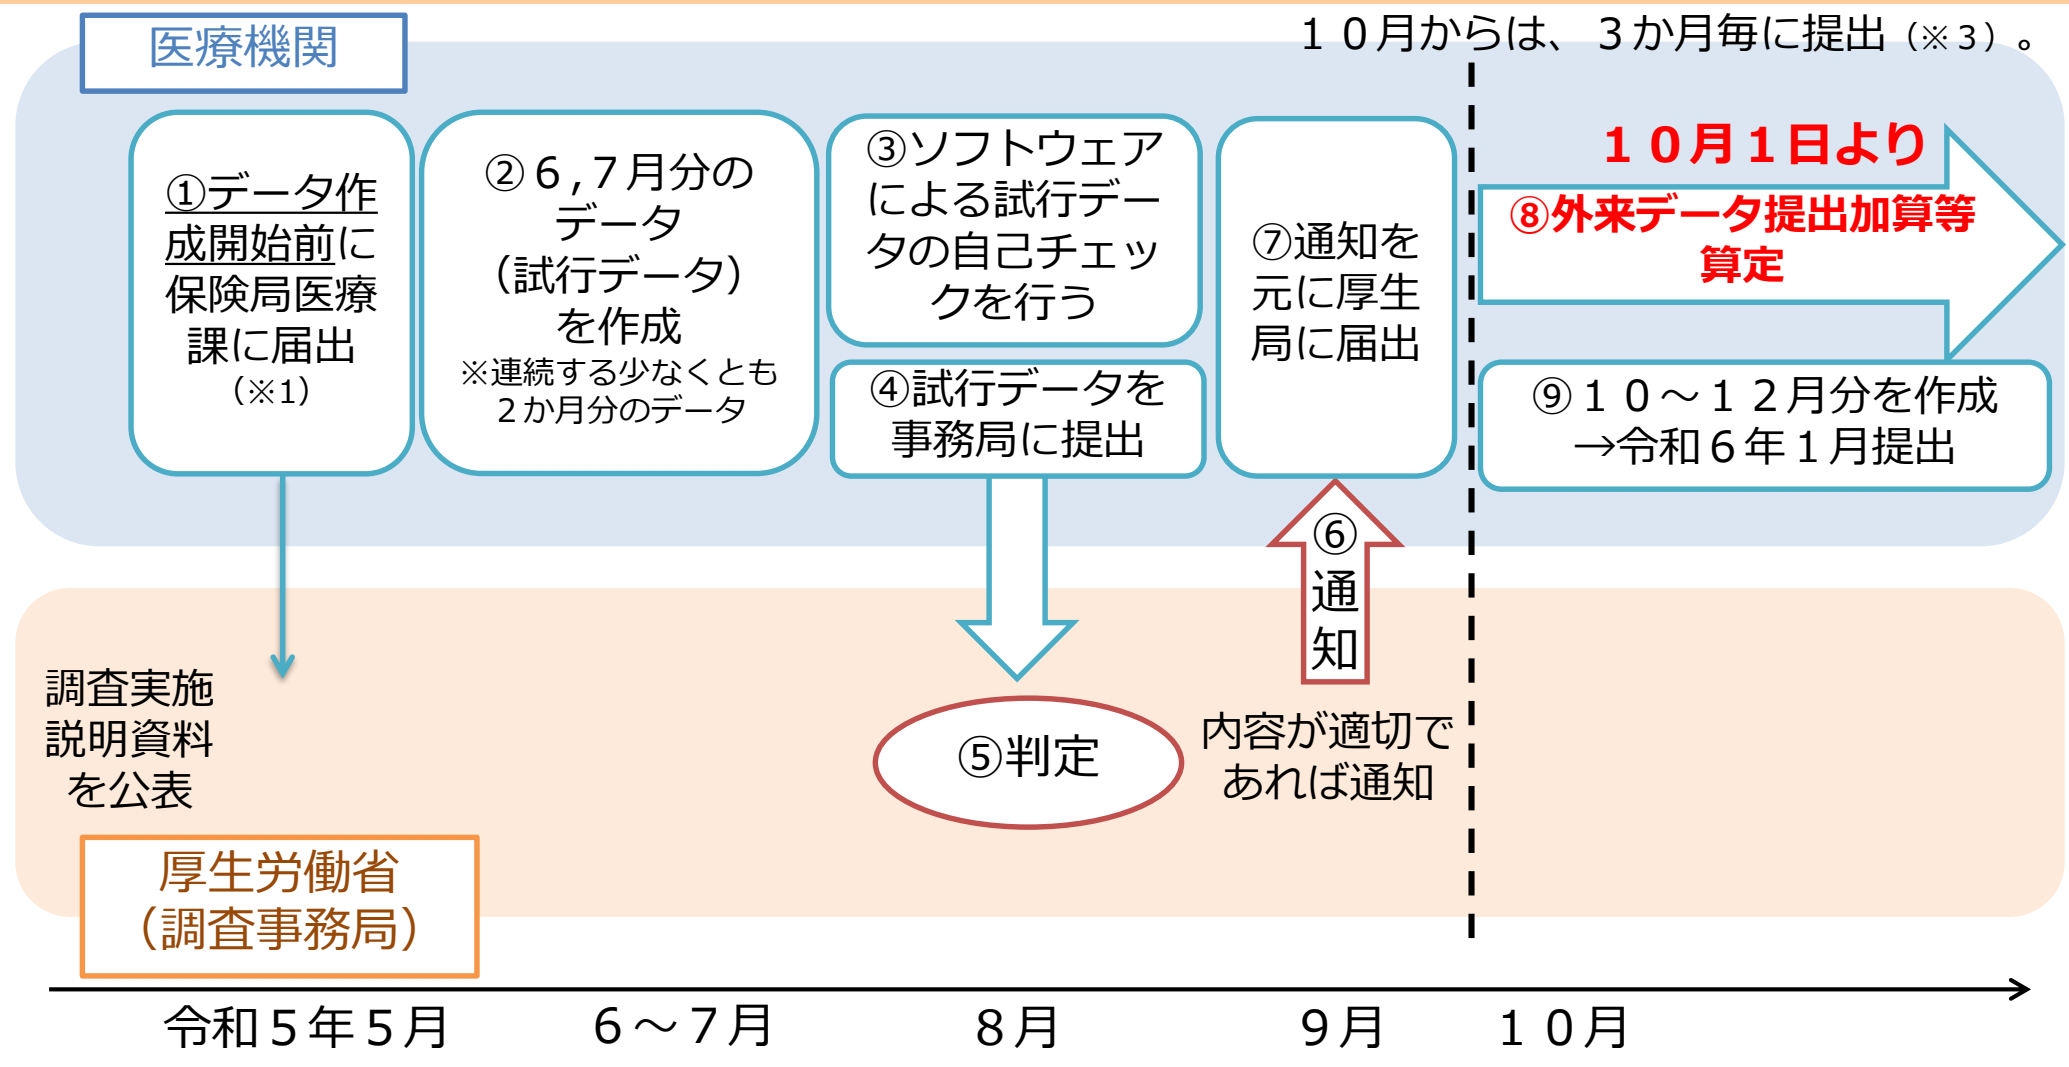 医療機関
１０月からは、３か月毎に提出（※３）。
①データ作
成開始前に
保険局医療
課に届出
（※1）
②６,７月分の
データ
（試行データ）
を作成
※連続する少なくとも
２か月分のデータ
③ソフトウェア
による試行デー
タの自己チェッ
クを行う
④試行データを
事務局に提出
⑦通知を
元に厚生
局に届出
１０月１日より
⑧外来データ提出加算等
算定
⑨１０～１２月分を作成
→令和６年１月提出
⑥
通
知
調査実施
説明資料
を公表
⑤判定
内容が適切で
あれば通知
厚生労働省
（調査事務局）
令和５年５月
６～７月
８月
９月
１０月